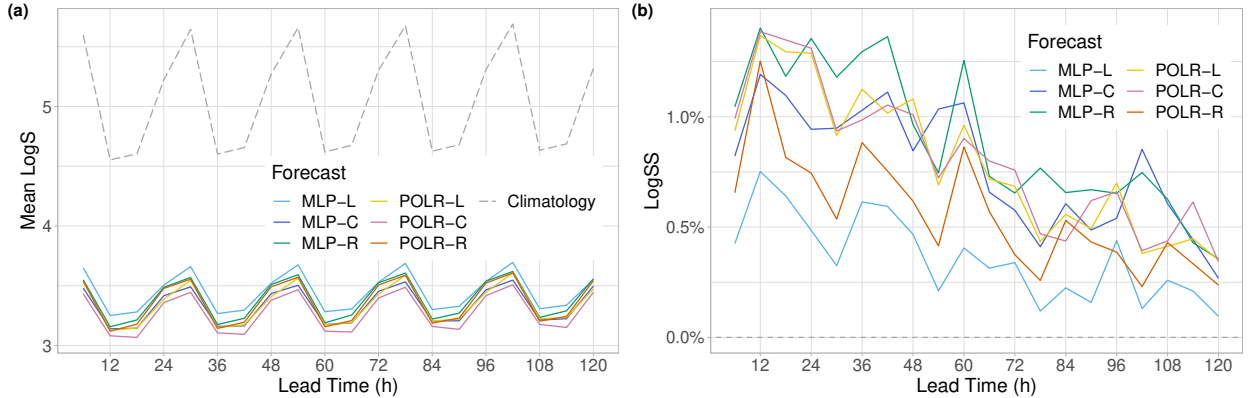 (a)
Mean LogS
5
4
3
Forecast
MLP−L POLR−L Climatology
MLP−C POLR−C
MLP−R POLR−R
12 24 36 48 60 72 84 96 108 120
Lead Time (h)
(b)
LogSS
1.0%
0.5%
0.0%
Forecast
MLP−L POLR−L
MLP−C POLR−C
MLP−R POLR−R
12 24 36 48 60 72 84 96 108 120
Lead Time (h)